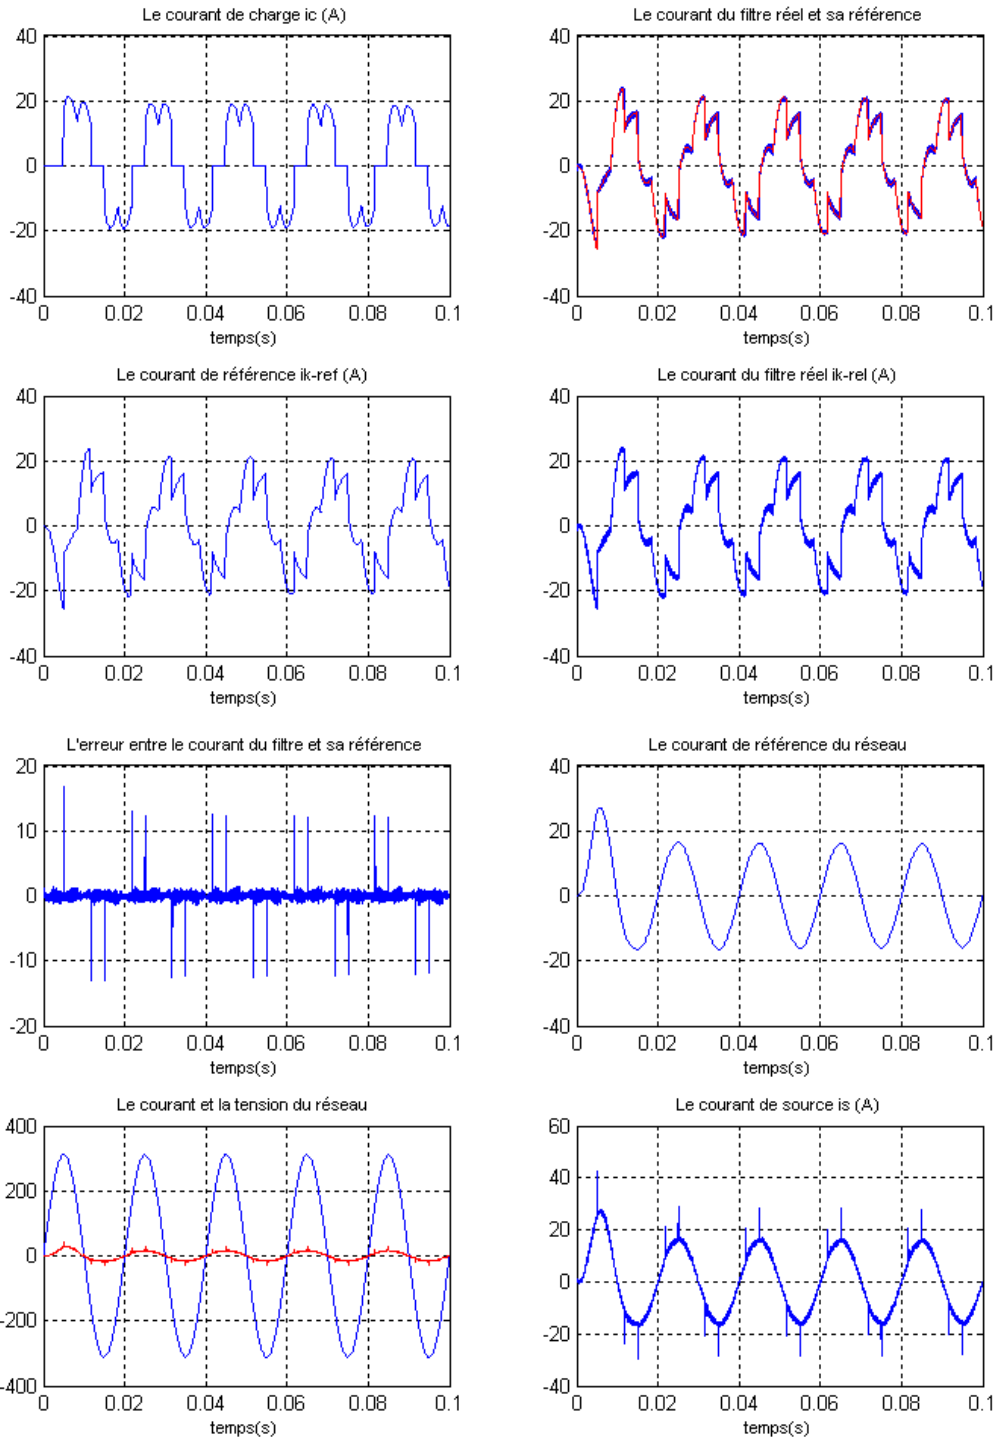 Le courant de charge ic (A)
40
20
0
-20
-40
0 0.02 0.04 0.06 0.08 0.1
temps(s)
Le courant du filtre réel et sa référence
40
20
0
-20
-40
0 0.02 0.04 0.06 0.08 0.1
temps(s)
Le courant de référence ik-ref (A)
40
20
0
-20
-40
0 0.02 0.04 0.06 0.08 0.1
temps(s)
Le courant du filtre réel ik-rel (A)
40
20
0
-20
-40
0 0.02 0.04 0.06 0.08 0.1
temps(s)
L'erreur entre le courant du filtre et sa référence
20
10
0
-10
-20
0 0.02 0.04 0.06 0.08 0.1
temps(s)
Le courant de référence du réseau
40
20
0
-20
-40
0 0.02 0.04 0.06 0.08 0.1
temps(s)
Le courant et la tension du réseau
400
200
0
-200
-400
0 0.02 0.04 0.06 0.08 0.1
temps(s)
Le courant de source is (A)
60
40
20
0
-20
-40
0 0.02 0.04 0.06 0.08 0.1
temps(s)